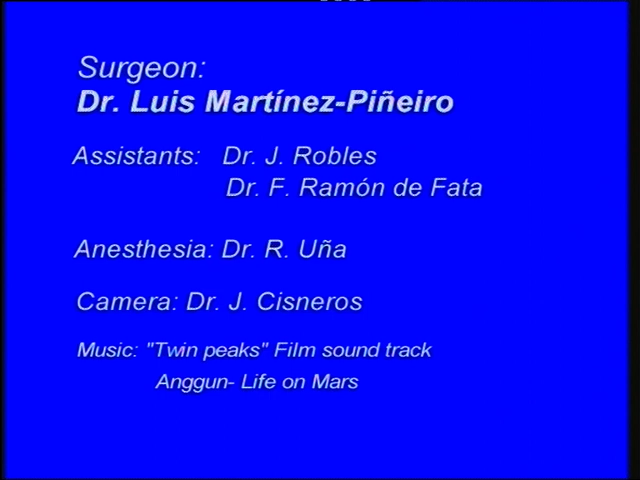 Surgeon:
Dr. Luis Martínez-Piñeiro
Assistants: Dr. J. Robles
Dr. F. Ramón de Fata
Anesthesia: Dr. R. Uña
Camera: Dr. J. Cisneros
Music: "Twin peaks" Film sound track
Anggun- Life on Mars